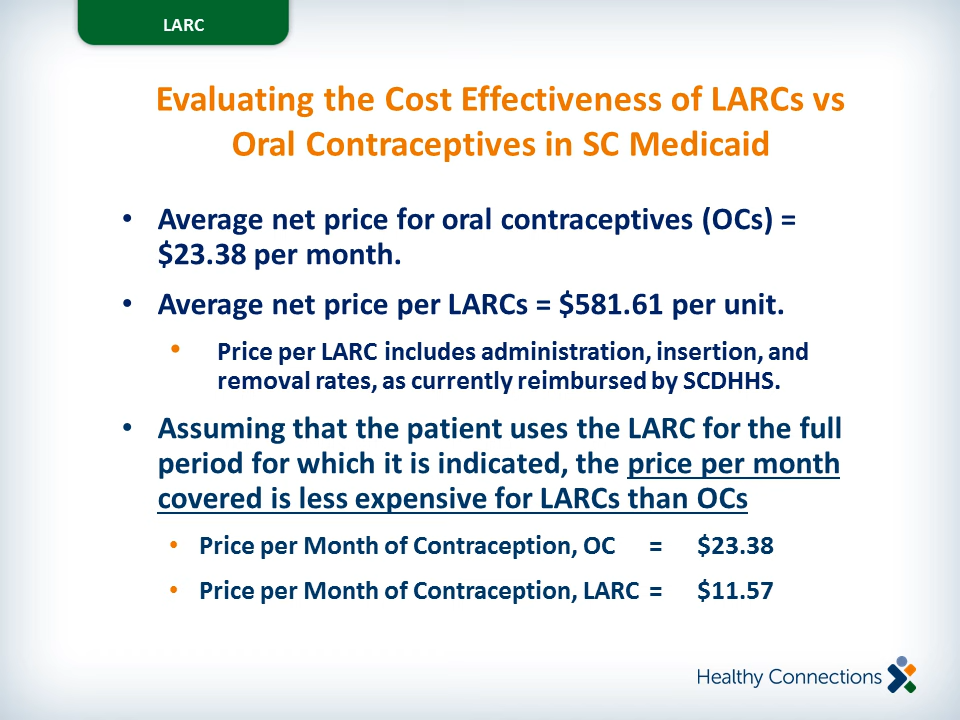 LARC
Evaluating the Cost Effectiveness of LARCs vs
Oral Contraceptives in SC Medicaid
• Average net price for oral contraceptives (OCs) =
$23.38 per month.
• Average net price per LARCs = $581.61 per unit.
• Price per LARC includes administration, insertion, and
removal rates, as currently reimbursed by SCDHHS.
• Assuming that the patient uses the LARC for the full
period for which it is indicated, the price per month
covered is less expensive for LARCs than OCs
• Price per Month of Contraception, OC = $23.38
• Price per Month of Contraception, LARC = $11.57
Healthy Connections